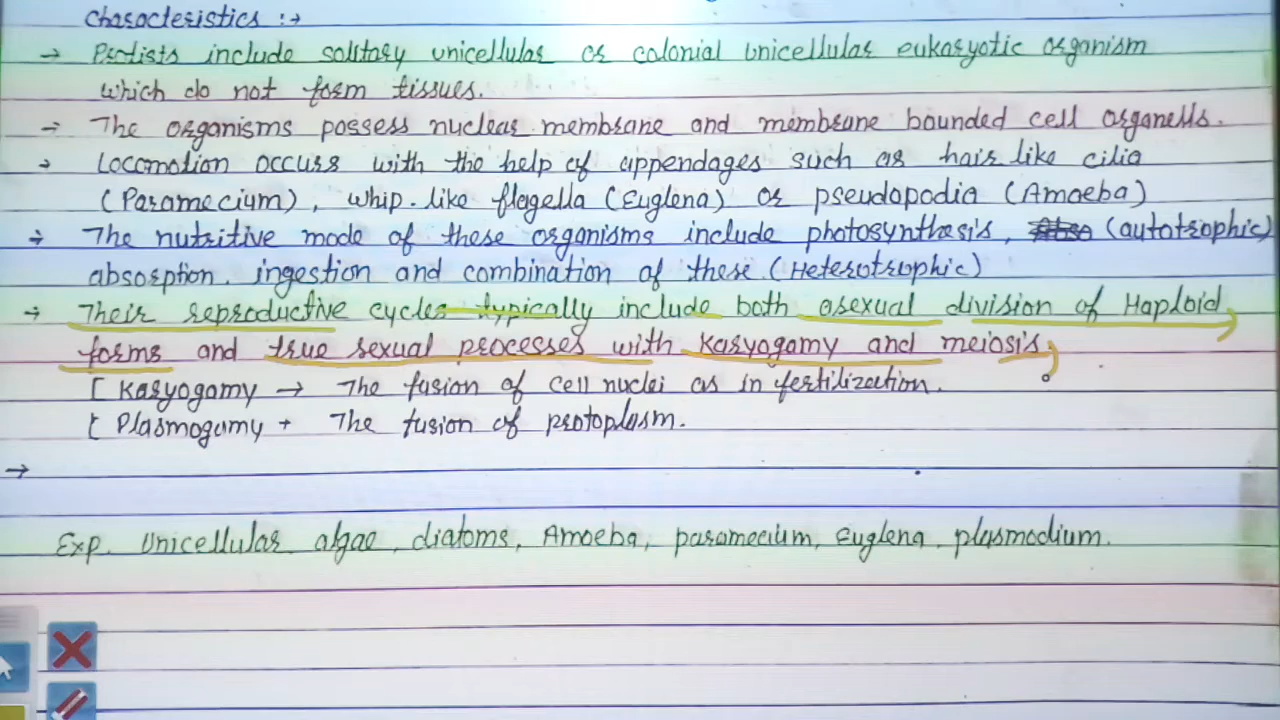 Characteristics :→
→ Protists include solitary unicellular or colonial unicellular eukaryotic organism
which do not form tissues.
→ The organisms possess nuclear membrane and membrane bounded cell organells.
→ Locomotion occurs with the help of appendages such as hair like cilia
(Paramecium), whip-like flagella (Euglena) or pseudopodia (Amoeba)
→ The nutritive mode of these organisms include photosynthesis, (autotrophic)
absorption, ingestion and combination of these (Heterotrophic)
→ Their reproductive cycles typically include both asexual division of Haploid
forms and true sexual processes with karyogamy and meiosis,
[ Karyogamy → The fusion of cell nuclei as in fertilization.
[ Plasmogamy → The fusion of protoplasm.
→
Exp. Unicellular algae, diatoms, Amoeba, paramecium, Euglena, plasmodium.